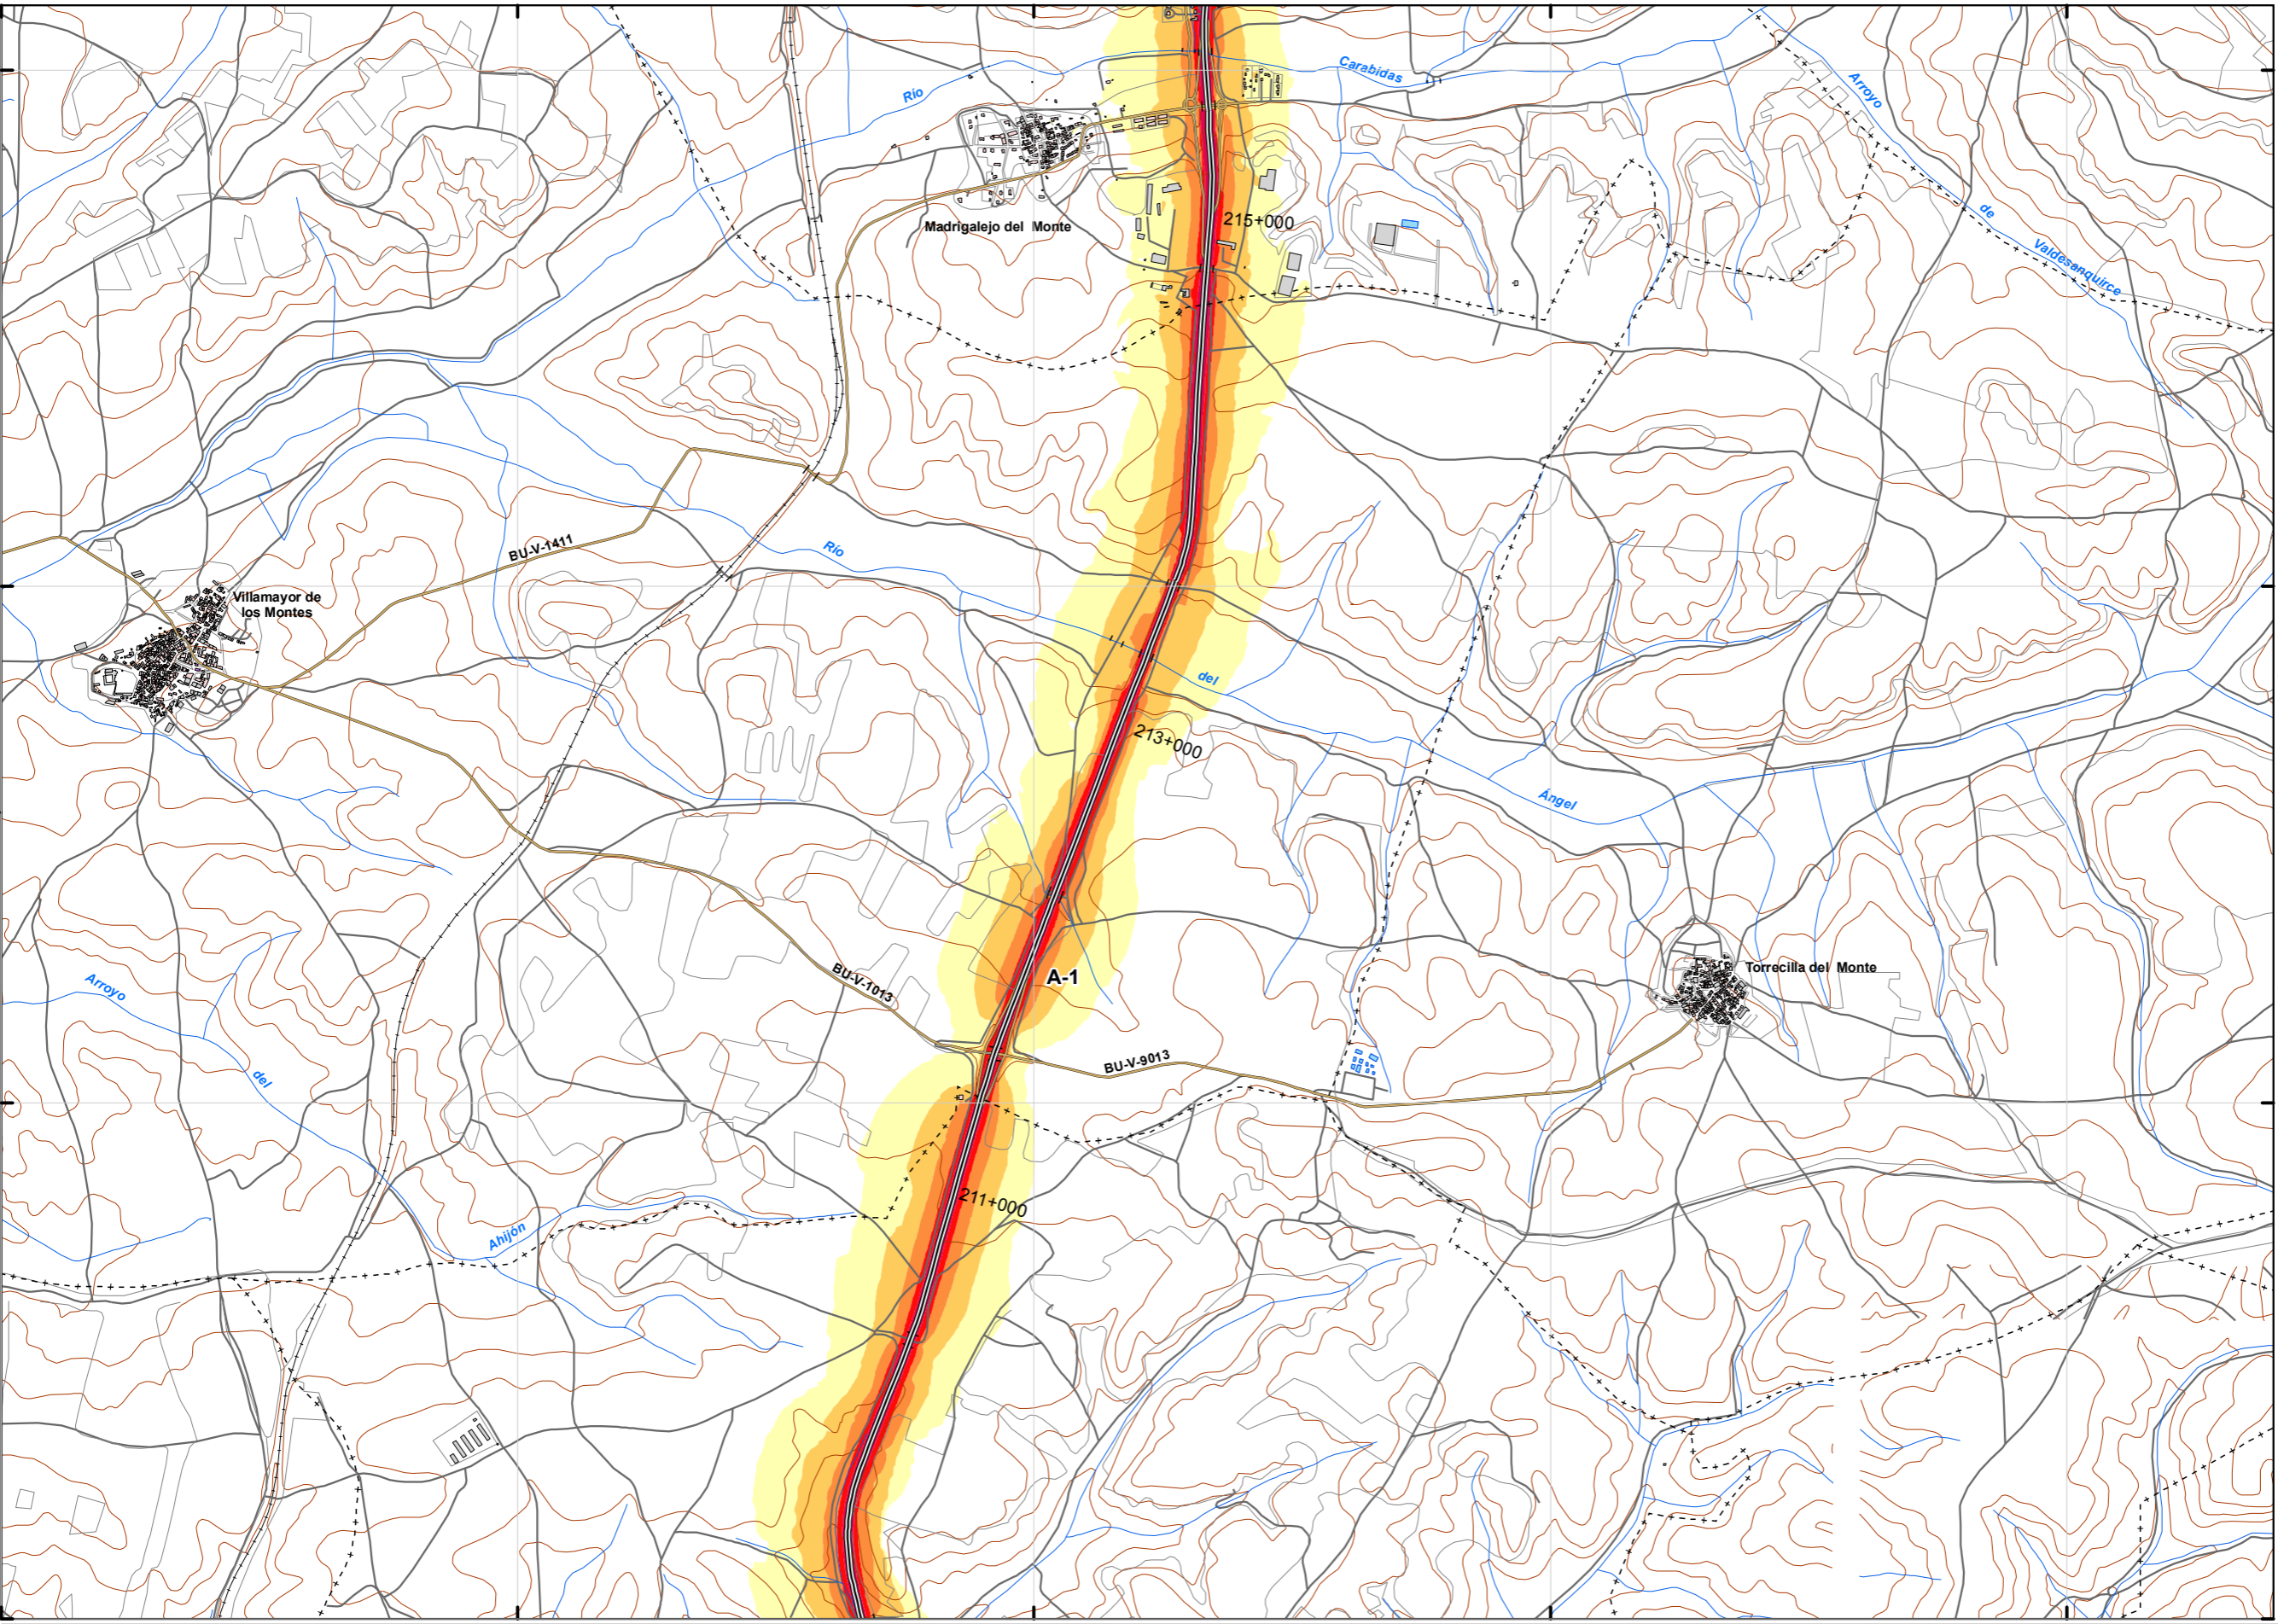 Carabidas
Río
Arroyo
de
Valdesanquirce
215+000
Madrigalejo del Monte
BU-V-1411
Río
Villamayor de
los Montes
del
213+000
Ángel
A-1
Torrecilla del Monte
BU-V-1013
Arroyo
BU-V-9013
del
211+000
Ahijón